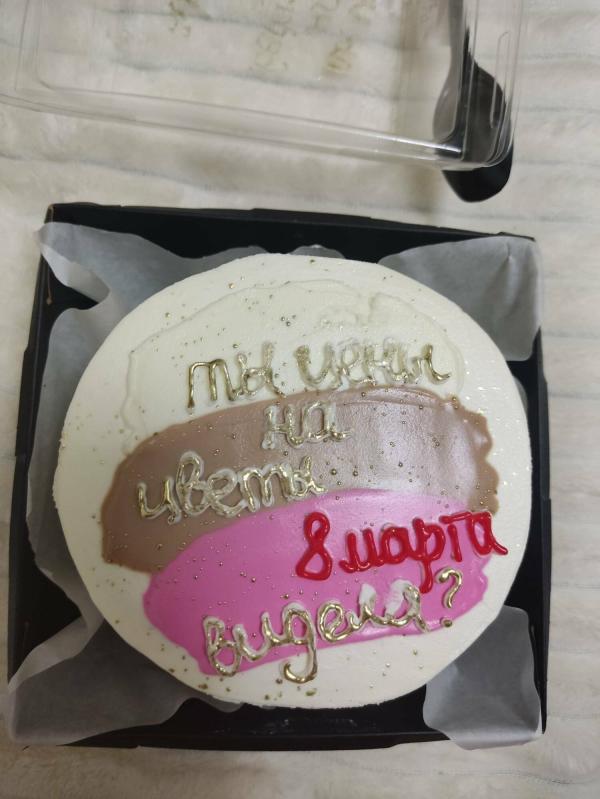 ты цены
на
цветы
8 марта
видела?